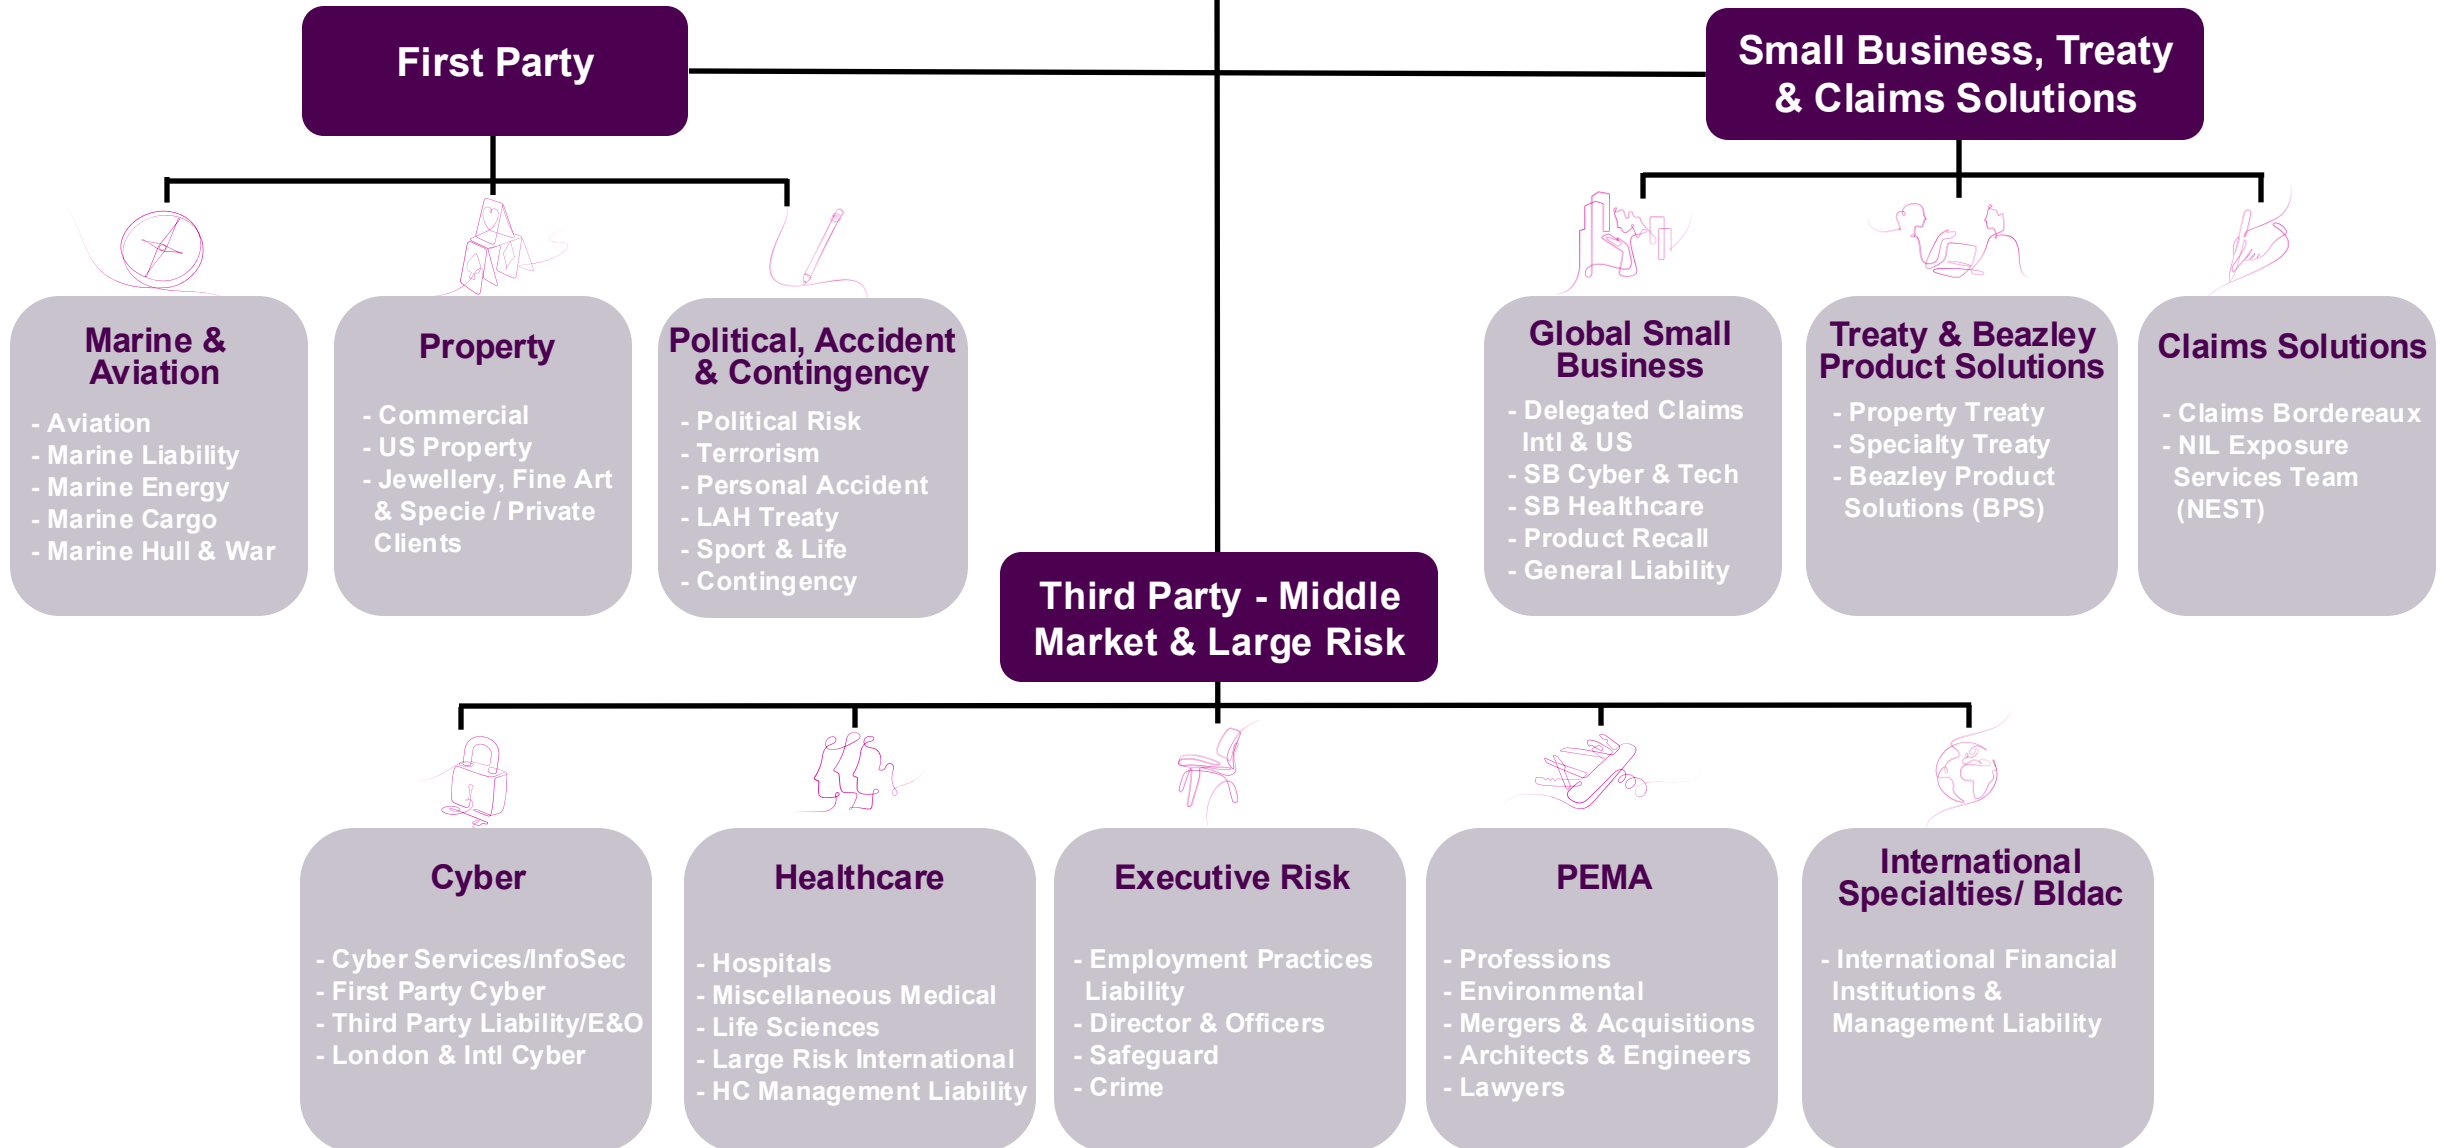 First Party
Small Business, Treaty
& Claims Solutions
Marine &
Aviation
- Aviation
- Marine Liability
- Marine Energy
- Marine Cargo
- Marine Hull & War
Property
- Commercial
- US Property
- Jewellery, Fine Art
& Specie / Private
Clients
Political, Accident
& Contingency
- Political Risk
- Terrorism
- Personal Accident
- LAH Treaty
- Sport & Life
- Contingency
Global Small
Business
- Delegated Claims
Intl & US
- SB Cyber & Tech
- SB Healthcare
- Product Recall
- General Liability
Treaty & Beazley
Product Solutions
- Property Treaty
- Specialty Treaty
- Beazley Product
Solutions (BPS)
Claims Solutions
- Claims Bordereaux
- NIL Exposure
Services Team
(NEST)
Third Party - Middle
Market & Large Risk
Cyber
- Cyber Services/InfoSec
- First Party Cyber
- Third Party Liability/E&O
- London & Intl Cyber
Healthcare
- Hospitals
- Miscellaneous Medical
- Life Sciences
- Large Risk International
- HC Management Liability
Executive Risk
- Employment Practices
Liability
- Director & Officers
- Safeguard
- Crime
PEMA
- Professions
- Environmental
- Mergers & Acquisitions
- Architects & Engineers
- Lawyers
International
Specialties/ BIdac
- International Financial
Institutions &
Management Liability